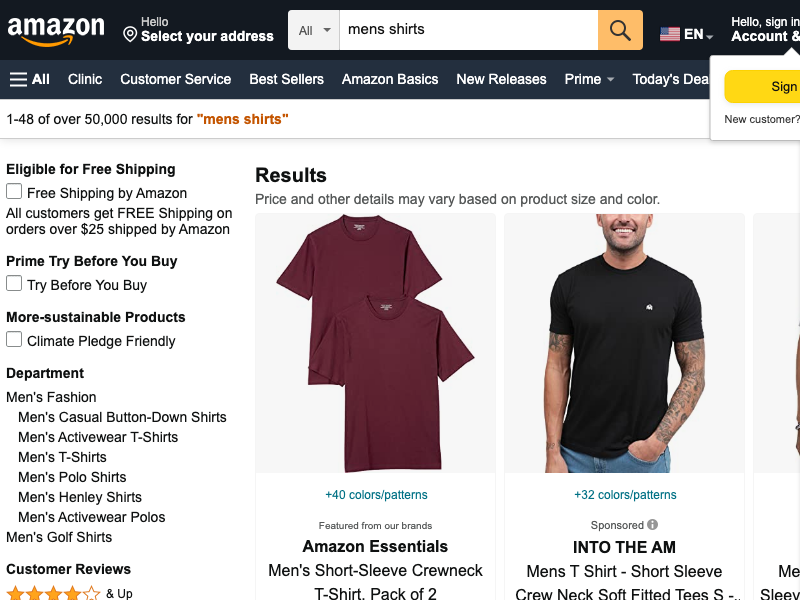 amazon
Hello
Select your address
All
mens shirts
EN
Hello, sign in
Account &
All
Clinic
Customer Service
Best Sellers
Amazon Basics
New Releases
Prime
Today's Dea
Sign
New customer?
1-48 of over 50,000 results for "mens shirts"
Eligible for Free Shipping
Free Shipping by Amazon
All customers get FREE Shipping on
orders over $25 shipped by Amazon
Prime Try Before You Buy
Try Before You Buy
More-sustainable Products
Climate Pledge Friendly
Department
Men's Fashion
Men's Casual Button-Down Shirts
Men's Activewear T-Shirts
Men's T-Shirts
Men's Polo Shirts
Men's Henley Shirts
Men's Activewear Polos
Men's Golf Shirts
Customer Reviews
& Up
Results
Price and other details may vary based on product size and color.
+40 colors/patterns
Featured from our brands
Amazon Essentials
Men's Short-Sleeve Crewneck
T-Shirt, Pack of 2
+32 colors/patterns
Sponsored
INTO THE AM
Mens T Shirt - Short Sleeve
Crew Neck Soft Fitted Tees S -..
Me
Sleev